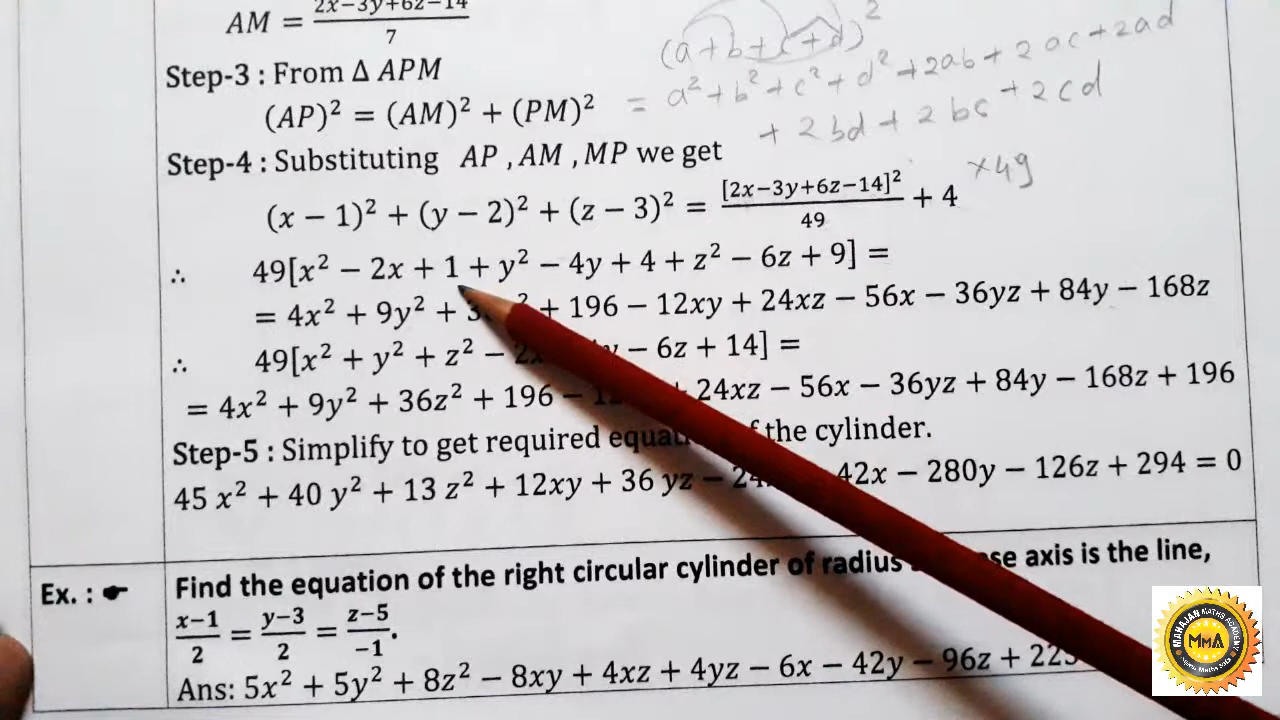 AM = (2x−3y+6z−14)/7
(a+b+c+d)²
Step-3 : From Δ APM
= a²+b²+c²+d²+2ab+2ac+2ad
(AP)² = (AM)² + (PM)²
+ 2bd + 2bc + 2cd
Step-4 : Substituting AP , AM , MP we get
(x − 1)² + (y − 2)² + (z − 3)² = [2x−3y+6z−14]²/49 + 4 ×49
∴ 49[x² − 2x + 1 + y² − 4y + 4 + z² − 6z + 9] =
= 4x² + 9y² + ² + 196 − 12xy + 24xz − 56x − 36yz + 84y − 168z
∴ 49[x² + y² + z² − 2x y − 6z + 14] =
= 4x² + 9y² + 36z² + 196 − 24xz − 56x − 36yz + 84y − 168z + 196
Step-5 : Simplify to get required of the cylinder.
45 x² + 40 y² + 13 z² + 12xy + 36 yz − 42x − 280y − 126z + 294 = 0
Ex. : Find the equation of the right circular cylinder of radius axis is the line,
(x−1)/2 = (y−3)/2 = (z−5)/−1.
Ans: 5x² + 5y² + 8z² − 8xy + 4xz + 4yz − 6x − 42y − 96z +
MAHAJAN MATHS ACADEMY
MMA